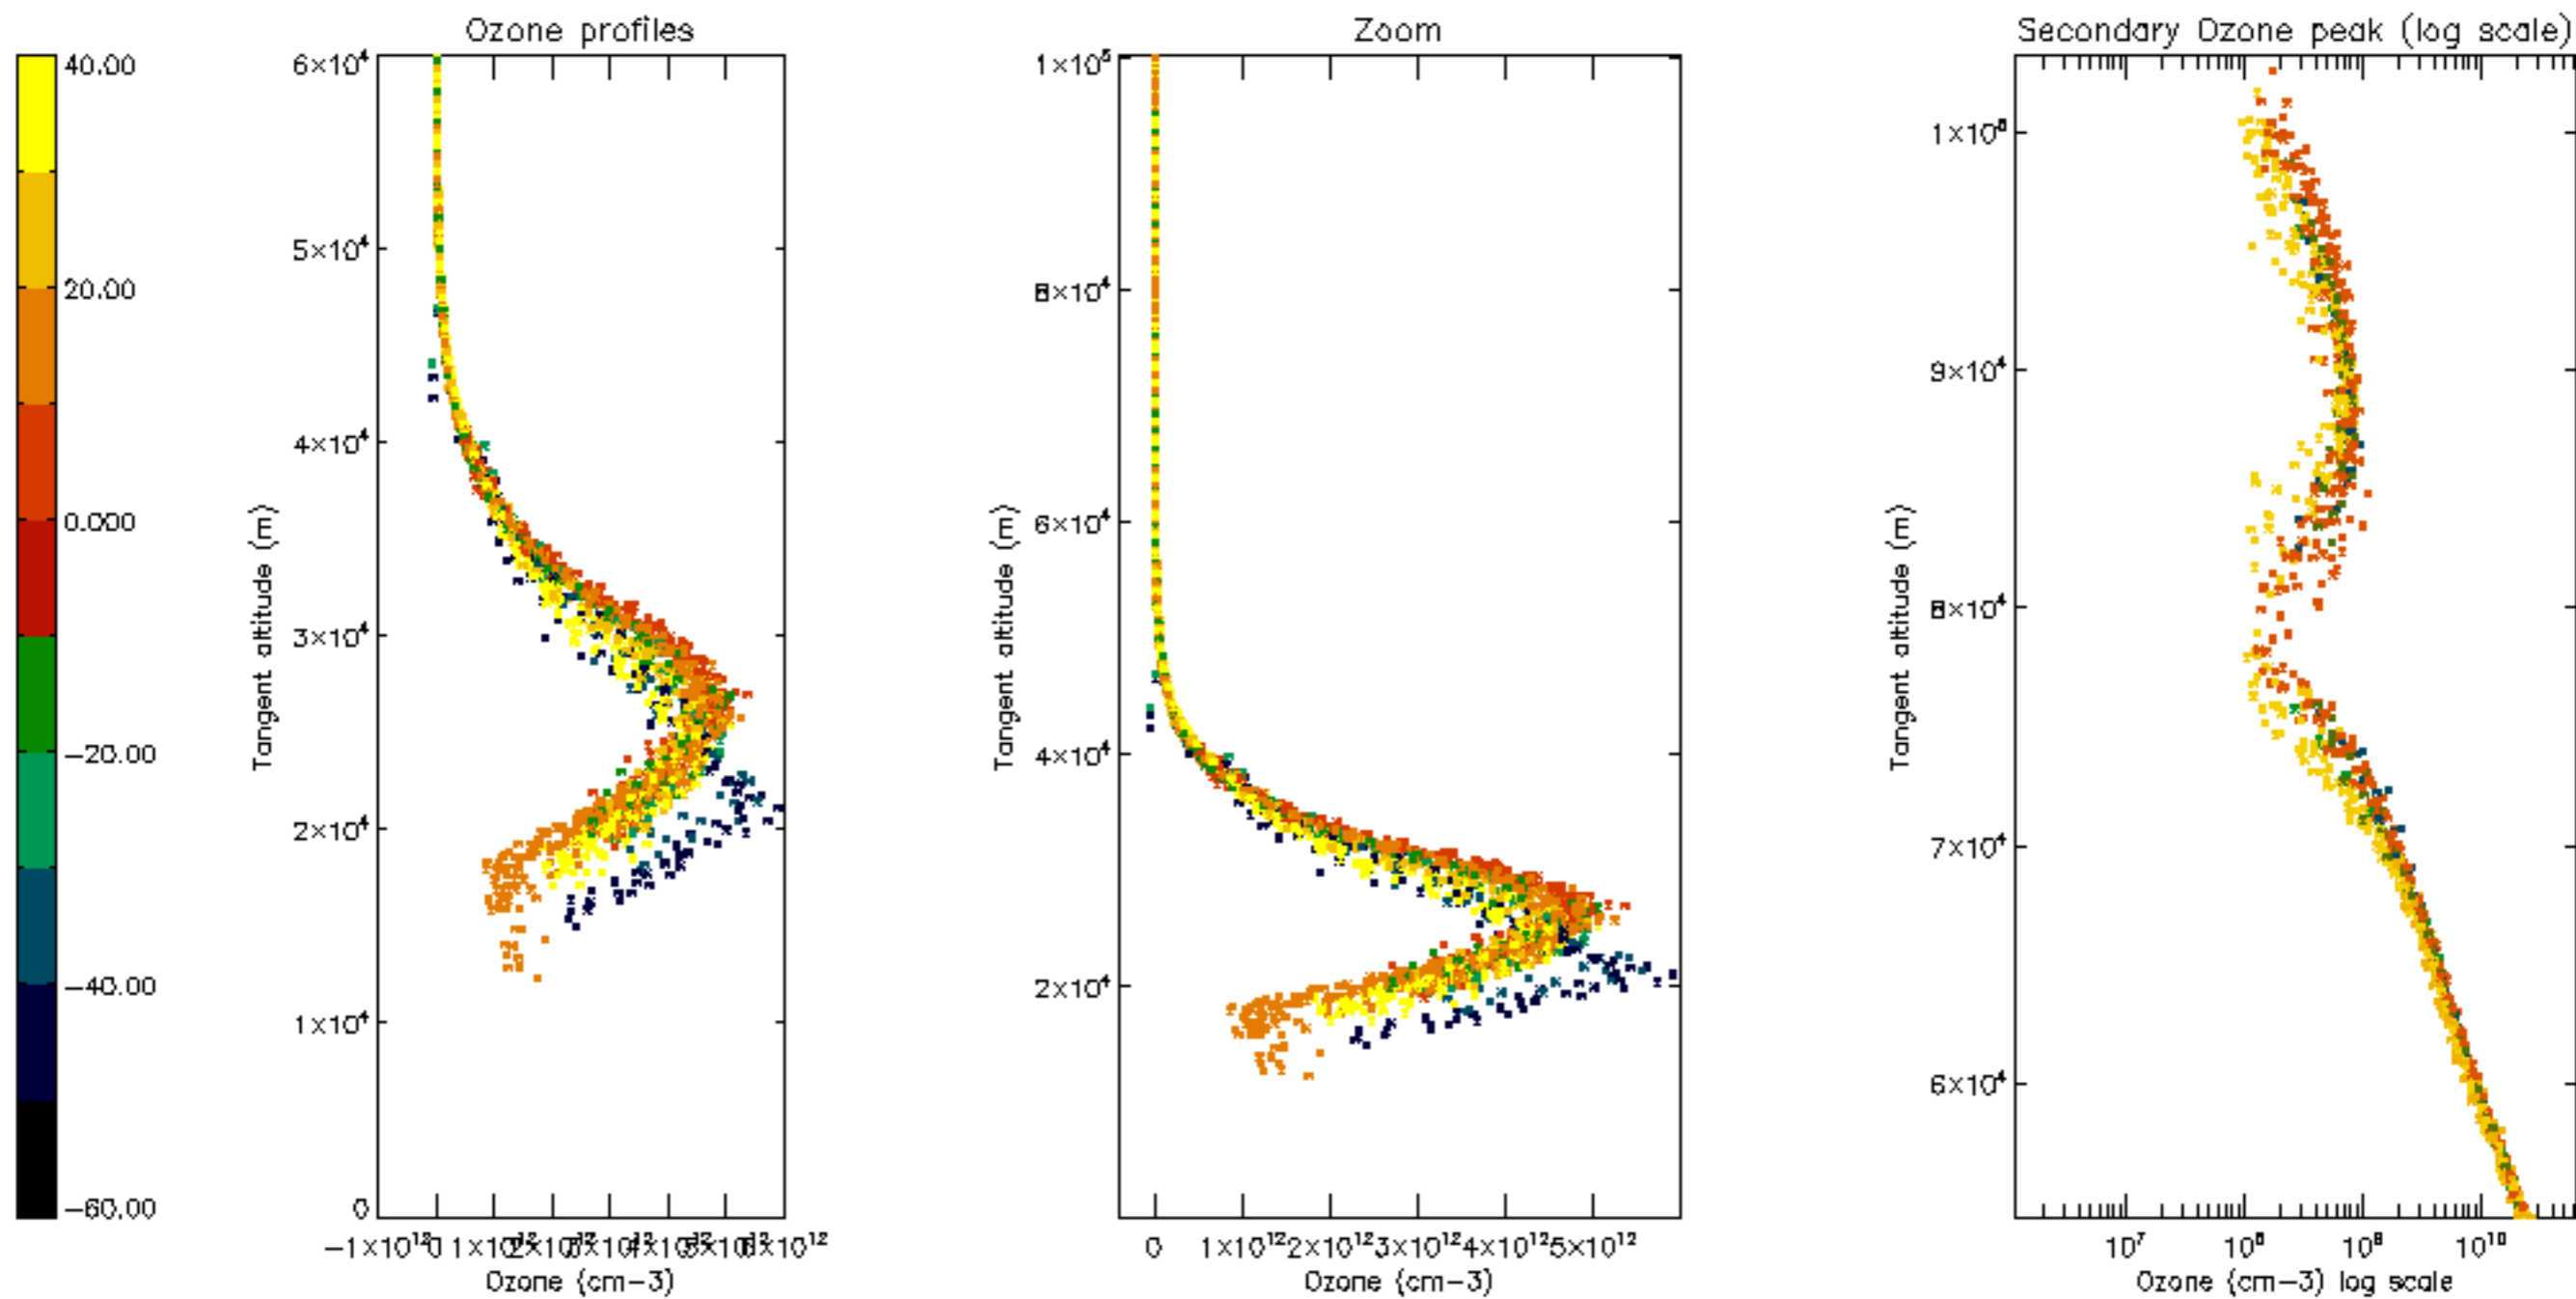 Ozone profiles
Zoom
Secondary Ozone peak (log scale)
40.00
20.00
0.000
−20.00
−40.00
−60.00
6×10⁴
5×10⁴
4×10⁴
3×10⁴
2×10⁴
1×10⁴
0
Tangent altitude (m)
0
Ozone (cm−3)
1×10⁵
8×10⁴
6×10⁴
4×10⁴
2×10⁴
Tangent altitude (m)
0 1×10¹² 2×10¹² 3×10¹² 4×10¹² 5×10¹²
Ozone (cm−3)
9×10⁴
8×10⁴
7×10⁴
6×10⁴
Tangent altitude (m)
10⁷ 10⁸ 10⁹ 10¹⁰
Ozone (cm−3) log scale